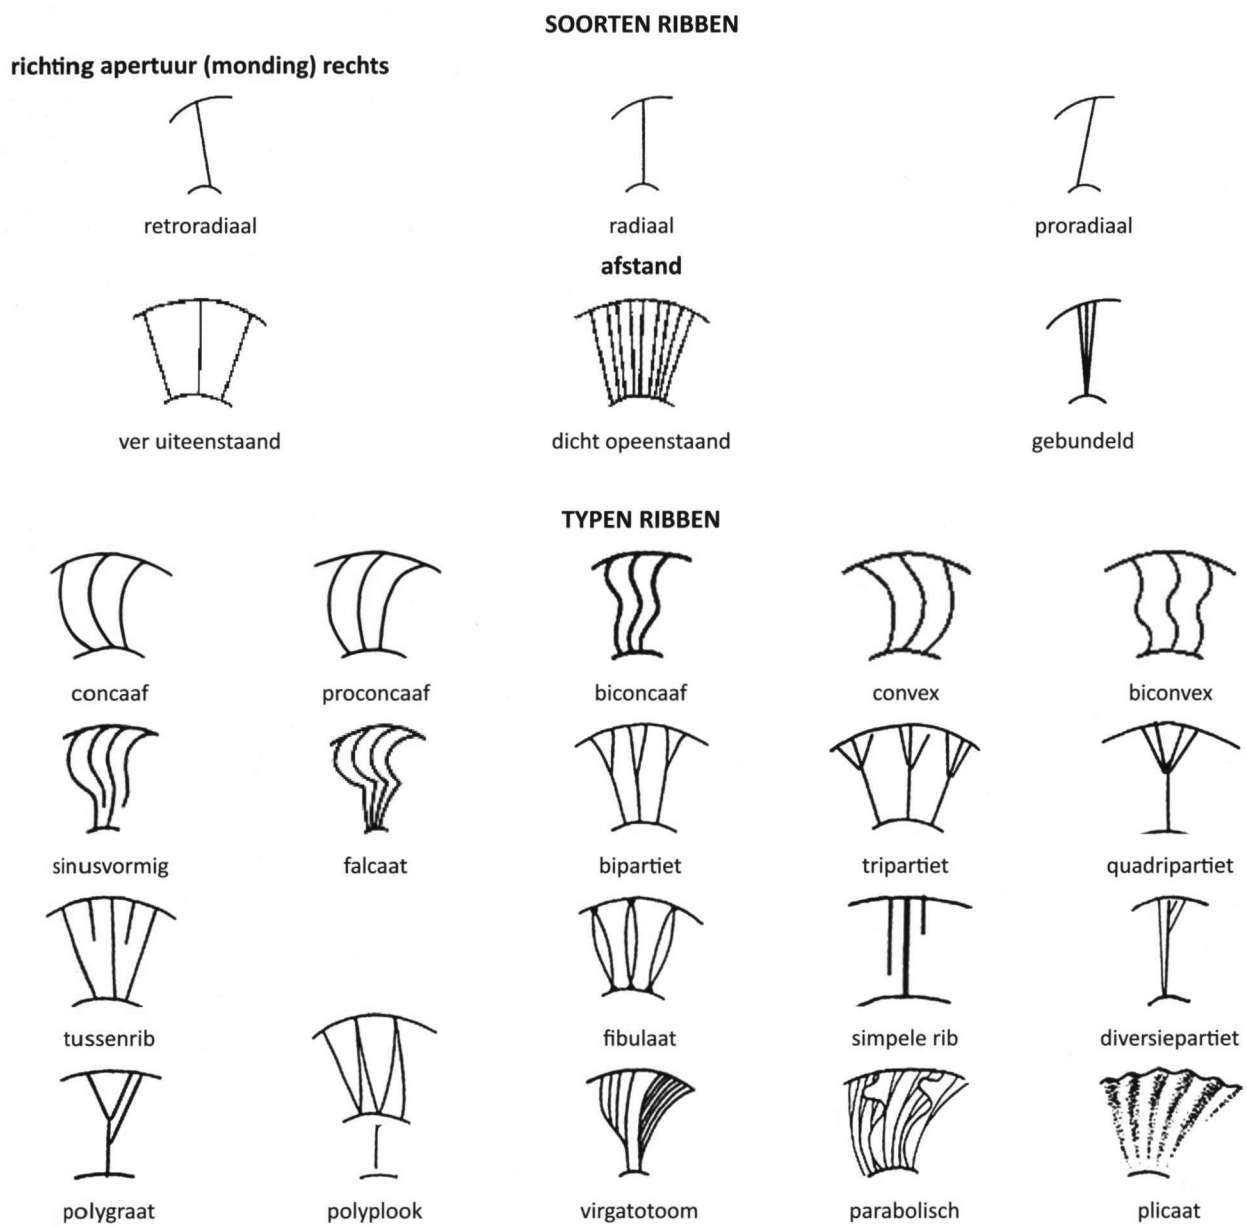 SOORTEN RIBBEN
richting apertuur (monding) rechts
retroradiaal
radiaal
proradiaal
afstand
ver uiteenstaand
dicht opeenstaand
gebundeld
TYPEN RIBBEN
concaaf
proconcaaf
biconcaaf
convex
biconvex
sinusvormig
falcaat
bipartiet
tripartiet
quadripartiet
tussenrib
fibulaat
simpele rib
diversiepartiet
polygraat
polyplook
virgatotoom
parabolisch
plicaat